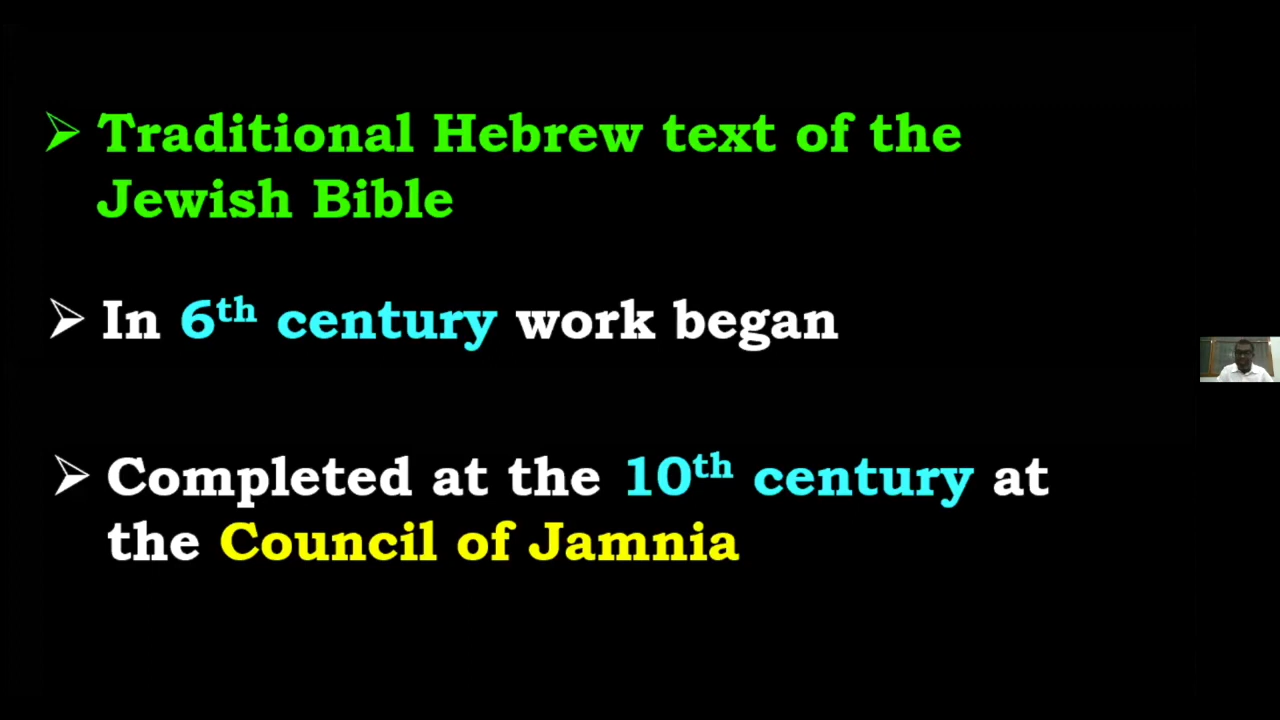 ➢ Traditional Hebrew text of the
Jewish Bible
➢ In 6th century work began
➢ Completed at the 10th century at
the Council of Jamnia